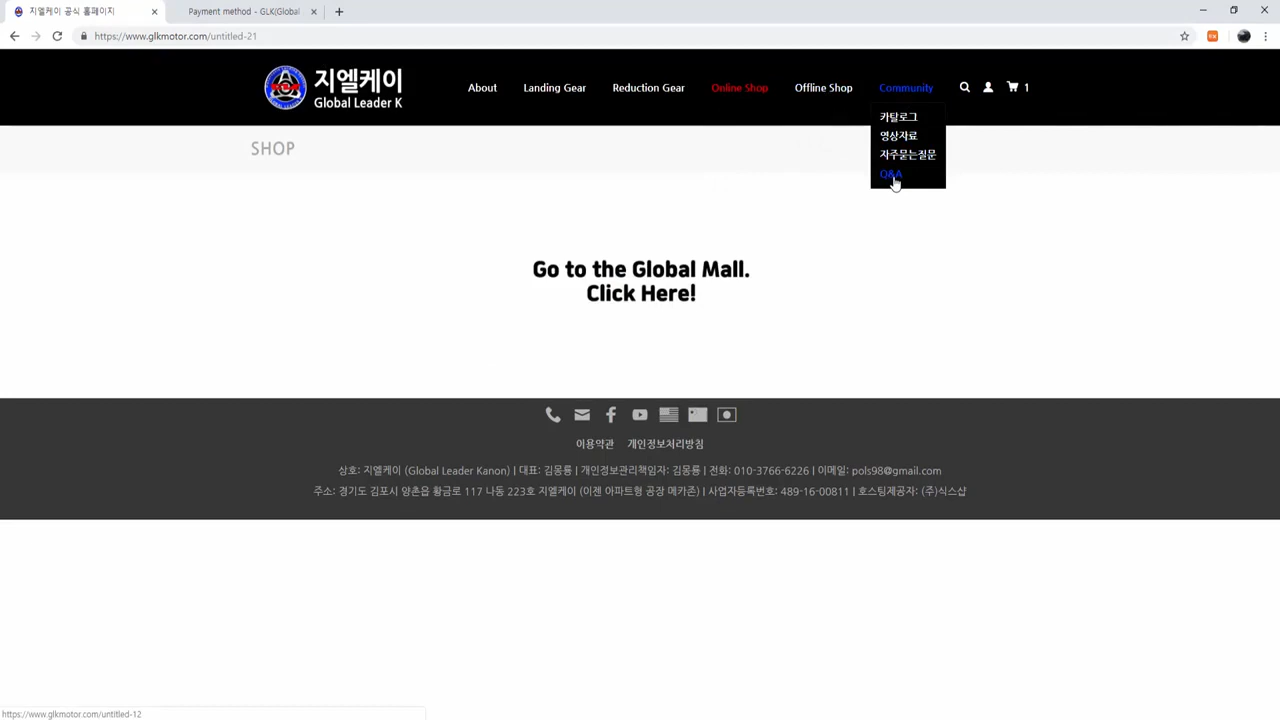 지엘케이 공식 홈페이지
Payment method - GLK(Global
https://www.glkmotor.com/untitled-21
지엘케이
Global Leader K
About
Landing Gear
Reduction Gear
Online Shop
Offline Shop
Community
1
카탈로그
영상자료
자주묻는질문
Q&A
SHOP
Go to the Global Mall.
Click Here!
이용약관 개인정보처리방침
상호: 지엘케이 (Global Leader Kanon) | 대표: 김몽룡 | 개인정보관리책임자: 김몽룡 | 전화: 010-3766-6226 | 이메일: pols98@gmail.com
주소: 경기도 김포시 양촌읍 황금로 117 나동 223호 지엘케이 (이젠 아파트형 공장 메카존) | 사업자등록번호: 489-16-00811 | 호스팅제공자: (주)식스샵
https://www.glkmotor.com/untitled-12